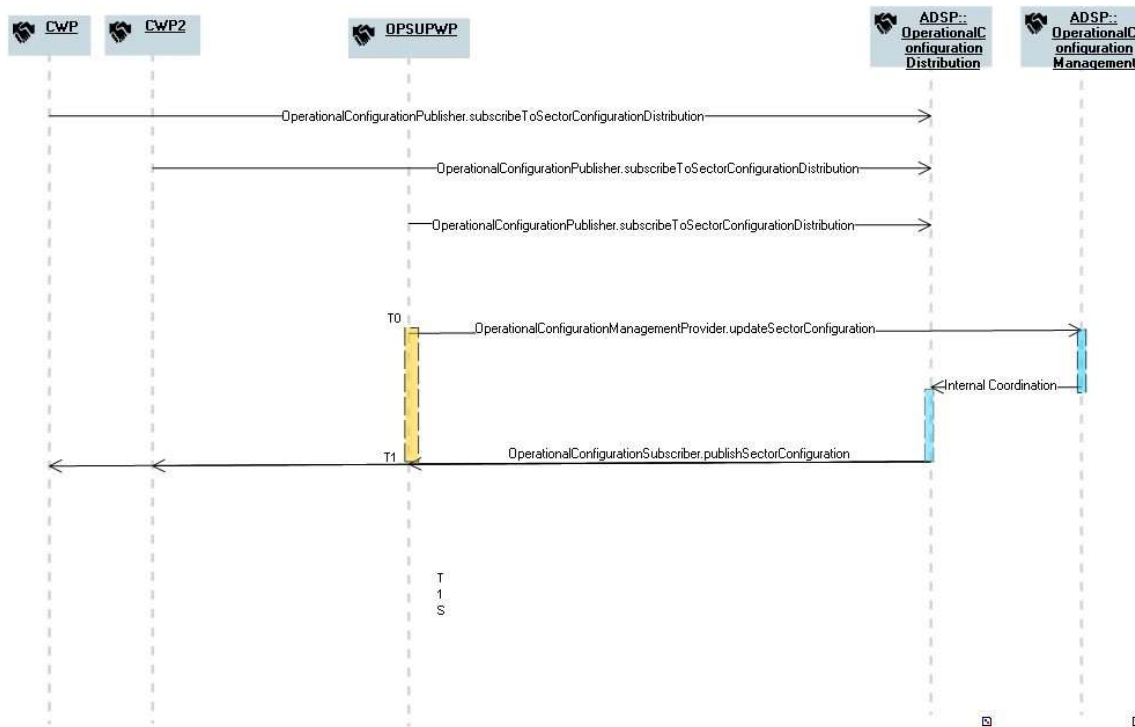 CWP
CWP2
OPSUPWP
ADSP::
OperationalC
onfiguration
Distribution
ADSP::
OperationalC
onfiguration
Management
OperationalConfigurationPublisher.subscribeToSectorConfigurationDistribution
OperationalConfigurationPublisher.subscribeToSectorConfigurationDistribution
OperationalConfigurationPublisher.subscribeToSectorConfigurationDistribution
T0
OperationalConfigurationManagementProvider.updateSectorConfiguration
Internal Coordination
T1
OperationalConfigurationSubscriber.publishSectorConfiguration
T
1
S